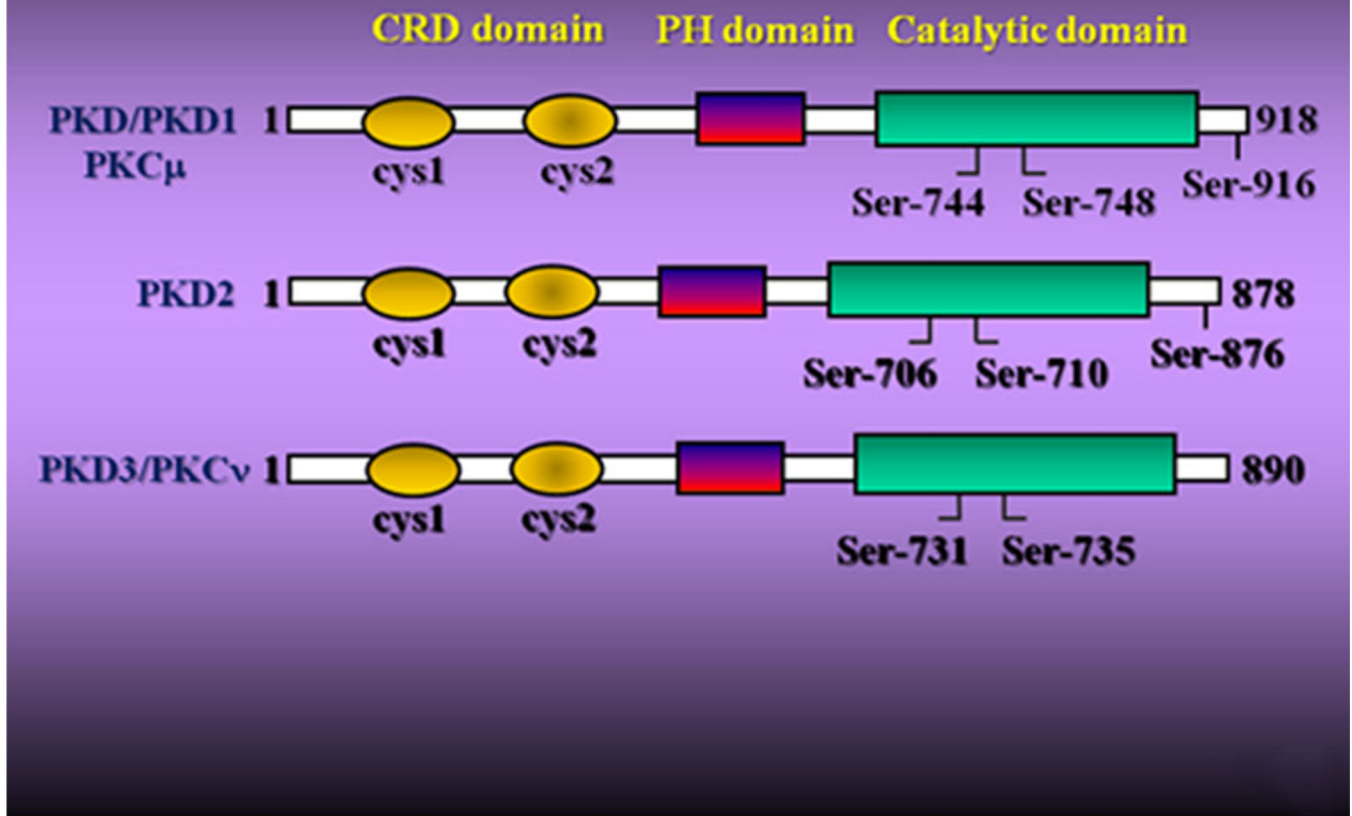 CRD domain PH domain Catalytic domain
PKD/PKD1 1 918
PKCμ cys1 cys2
Ser-744 Ser-748 Ser-916
PKD2 1 878
cys1 cys2
Ser-706 Ser-710 Ser-876
PKD3/PKCν 1 890
cys1 cys2
Ser-731 Ser-735